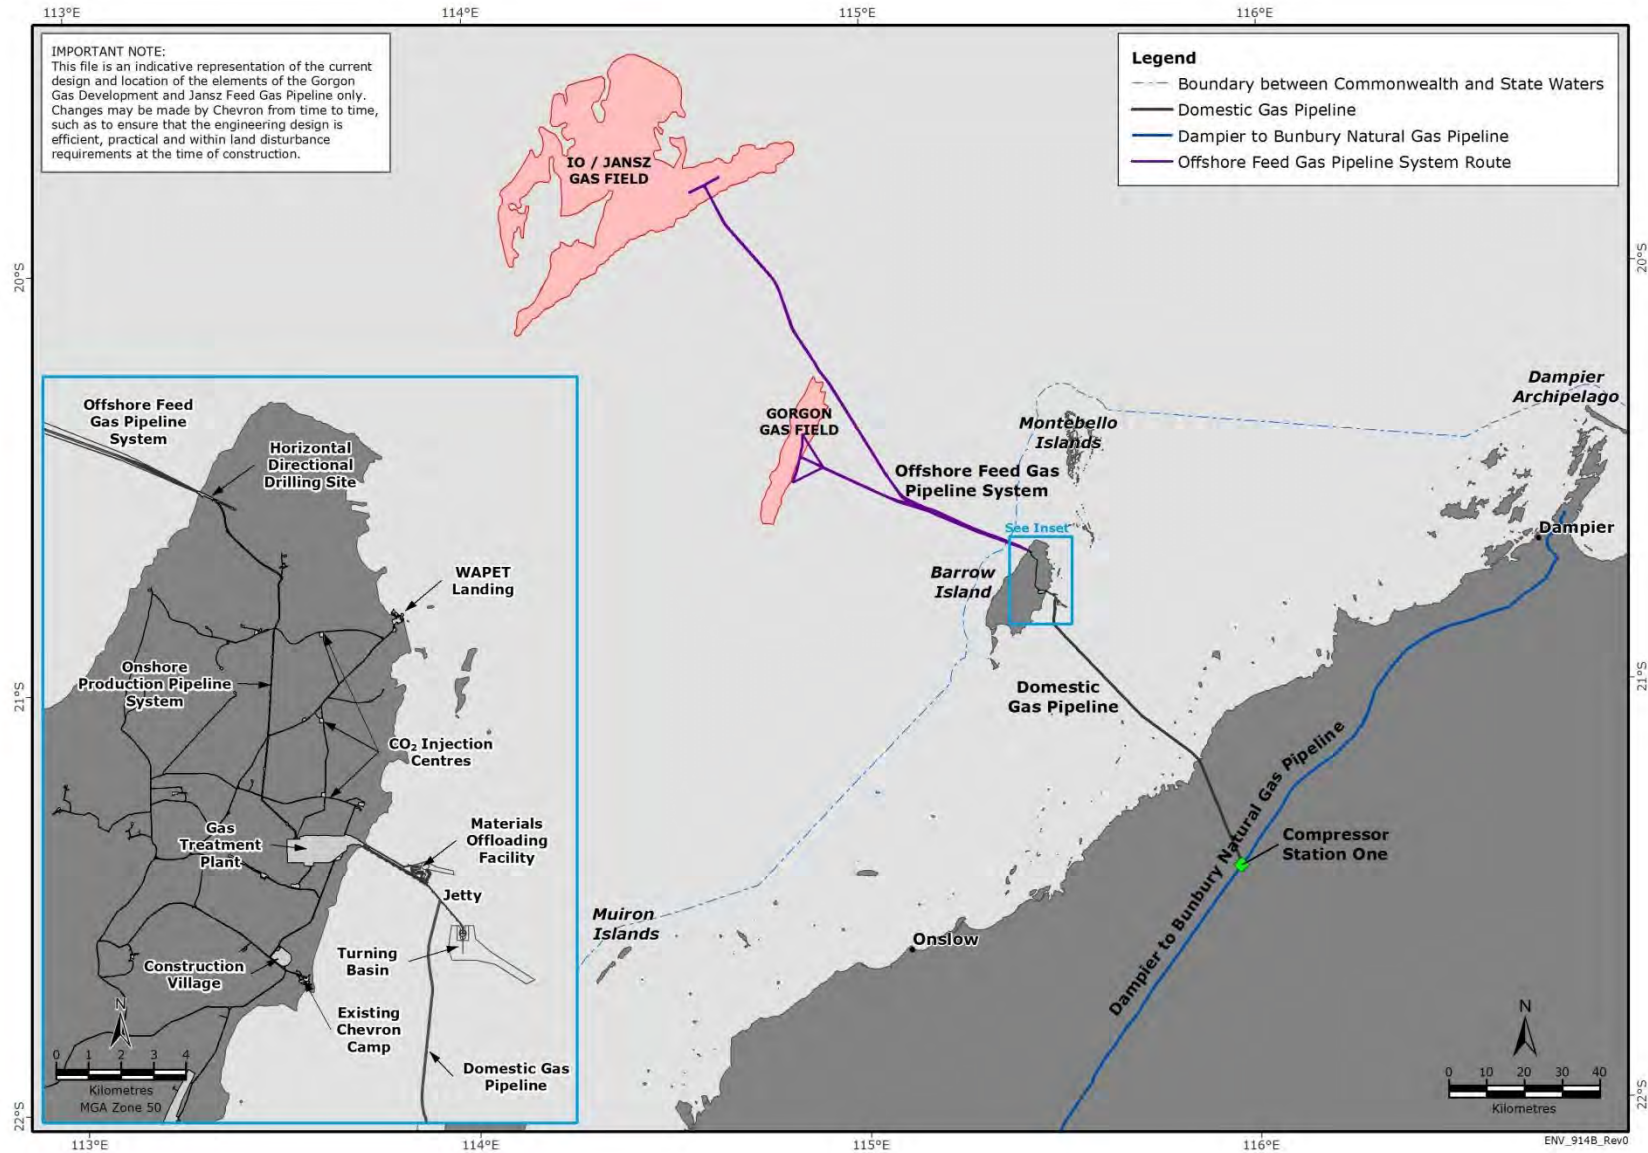 113°E
114°E
115°E
116°E
IMPORTANT NOTE:
This file is an indicative representation of the current
design and location of the elements of the Gorgon
Gas Development and Jansz Feed Gas Pipeline only.
Changes may be made by Chevron from time to time,
such as to ensure that the engineering design is
efficient, practical and within land disturbance
requirements at the time of construction.
Legend
Boundary between Commonwealth and State Waters
Domestic Gas Pipeline
Dampier to Bunbury Natural Gas Pipeline
Offshore Feed Gas Pipeline System Route
IO / JANSZ
GAS FIELD
20°S
20°S
GORGON
GAS FIELD
Montebello
Islands
Dampier
Archipelago
Offshore Feed Gas
Pipeline System
See Inset
Dampier
Barrow
Island
Domestic
Gas Pipeline
21°S
21°S
Dampier to Bunbury Natural Gas Pipeline
Compressor
Station One
Muiron
Islands
Onslow
Offshore Feed
Gas Pipeline
System
Horizontal
Directional
Drilling Site
WAPET
Landing
Onshore
Production Pipeline
System
CO₂ Injection
Centres
Gas
Treatment
Plant
Materials
Offloading
Facility
Jetty
Turning
Basin
Construction
Village
Existing
Chevron
Camp
Domestic Gas
Pipeline
N
0 1 2 3 4
Kilometres
MGA Zone 50
N
0 10 20 30 40
Kilometres
22°S
22°S
113°E
114°E
115°E
116°E
ENV_914B_Rev0